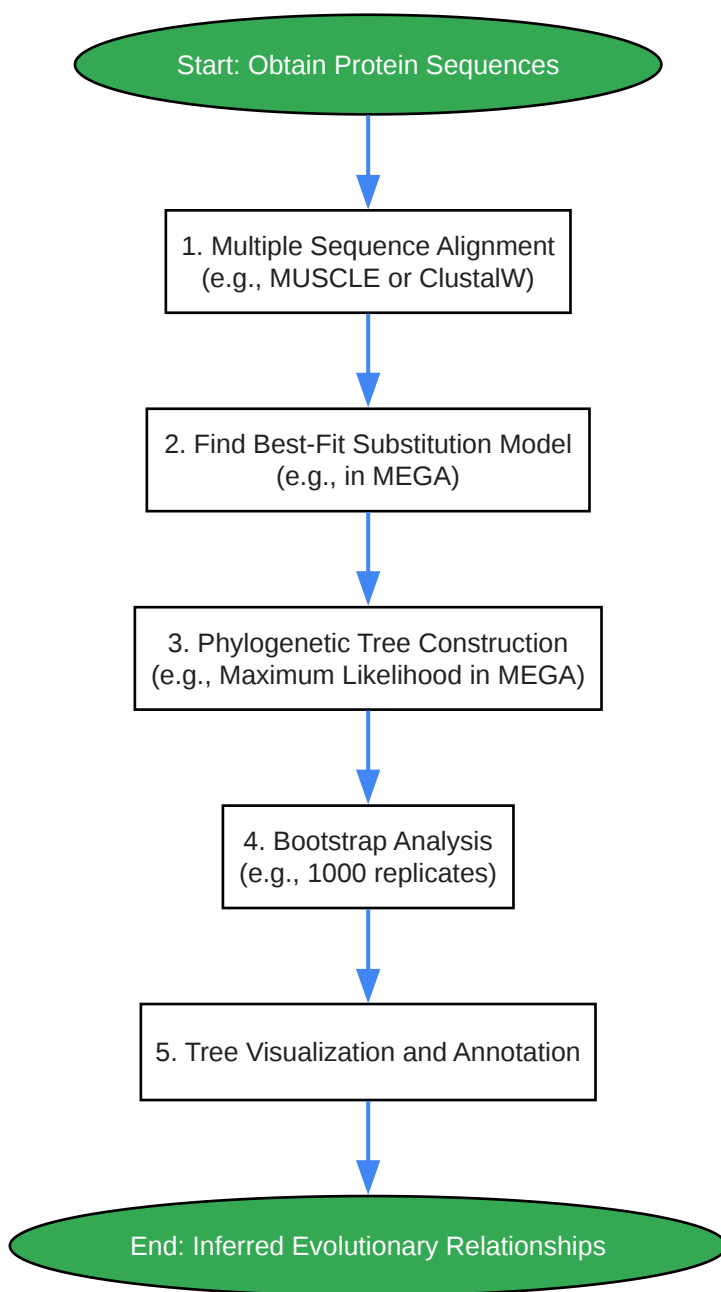 Start: Obtain Protein Sequences
1. Multiple Sequence Alignment
(e.g., MUSCLE or ClustalW)
2. Find Best-Fit Substitution Model
(e.g., in MEGA)
3. Phylogenetic Tree Construction
(e.g., Maximum Likelihood in MEGA)
4. Bootstrap Analysis
(e.g., 1000 replicates)
5. Tree Visualization and Annotation
End: Inferred Evolutionary Relationships